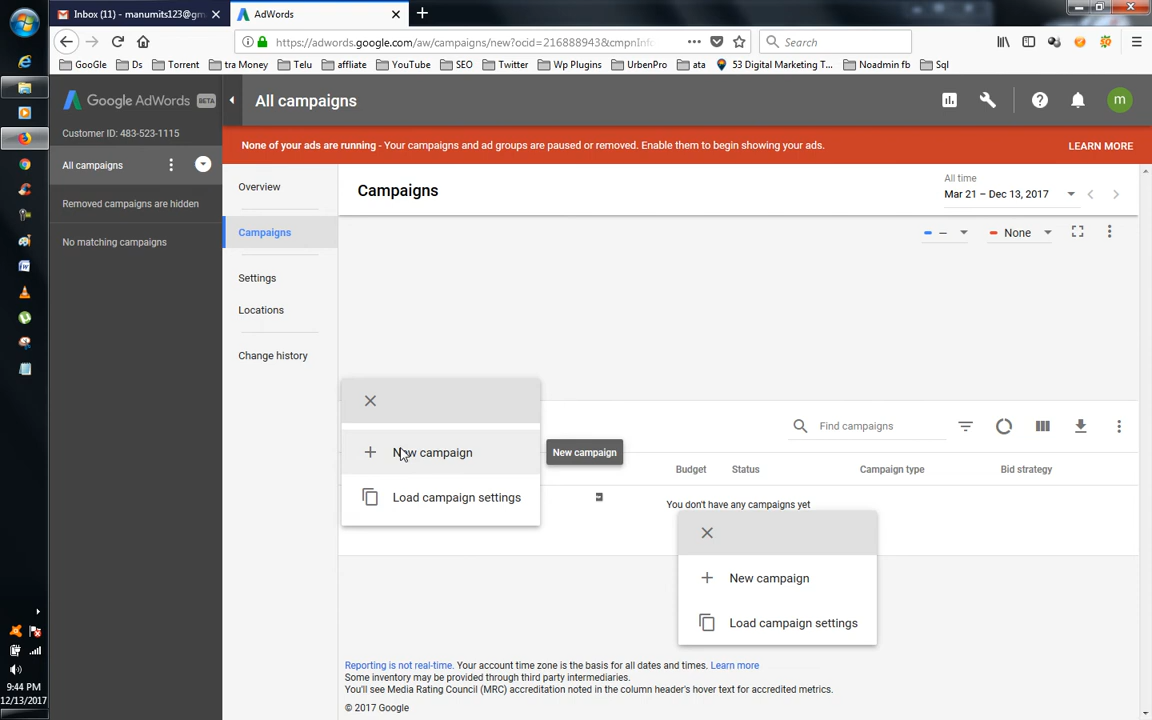 Inbox (11) - manumits123@gm
AdWords
https://adwords.google.com/aw/campaigns/new?ocid=216888943&cmpnInfo
Search
GooGle
Ds
Torrent
tra Money
Telu
affliate
YouTube
SEO
Twitter
Wp Plugins
UrbenPro
ata
53 Digital Marketing T...
Noadmin fb
Sql
Google AdWords BETA
All campaigns
m
Customer ID: 483-523-1115
None of your ads are running - Your campaigns and ad groups are paused or removed. Enable them to begin showing your ads.
LEARN MORE
All campaigns
Removed campaigns are hidden
No matching campaigns
Overview
Campaigns
Settings
Locations
Change history
Campaigns
All time
Mar 21 – Dec 13, 2017
—
None
New campaign
Load campaign settings
New campaign
Find campaigns
Budget
Status
Campaign type
Bid strategy
You don't have any campaigns yet
New campaign
Load campaign settings
Reporting is not real-time. Your account time zone is the basis for all dates and times. Learn more
Some inventory may be provided through third party intermediaries.
You'll see Media Rating Council (MRC) accreditation noted in the column header's hover text for accredited metrics.
© 2017 Google
9:44 PM
12/13/2017